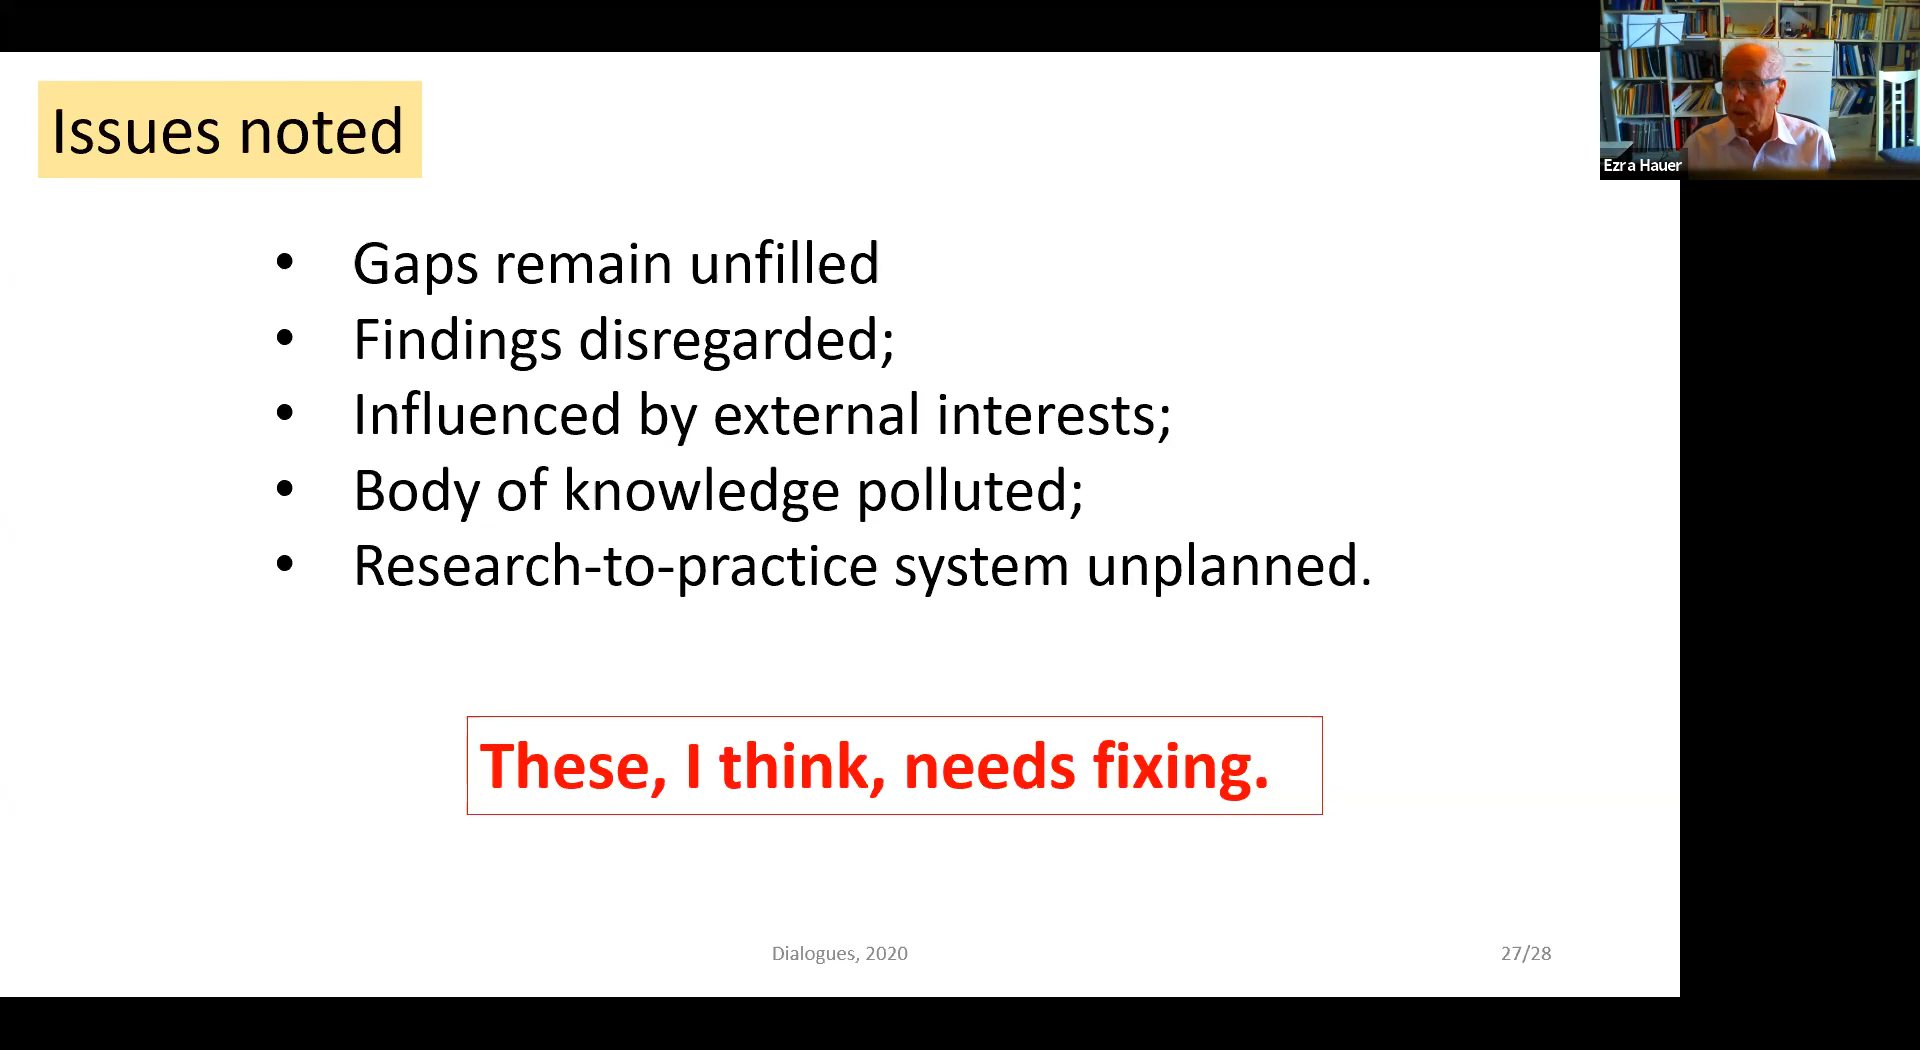 Issues noted
Ezra Hauer
• Gaps remain unfilled
• Findings disregarded;
• Influenced by external interests;
• Body of knowledge polluted;
• Research-to-practice system unplanned.
These, I think, needs fixing.
Dialogues, 2020
27/28